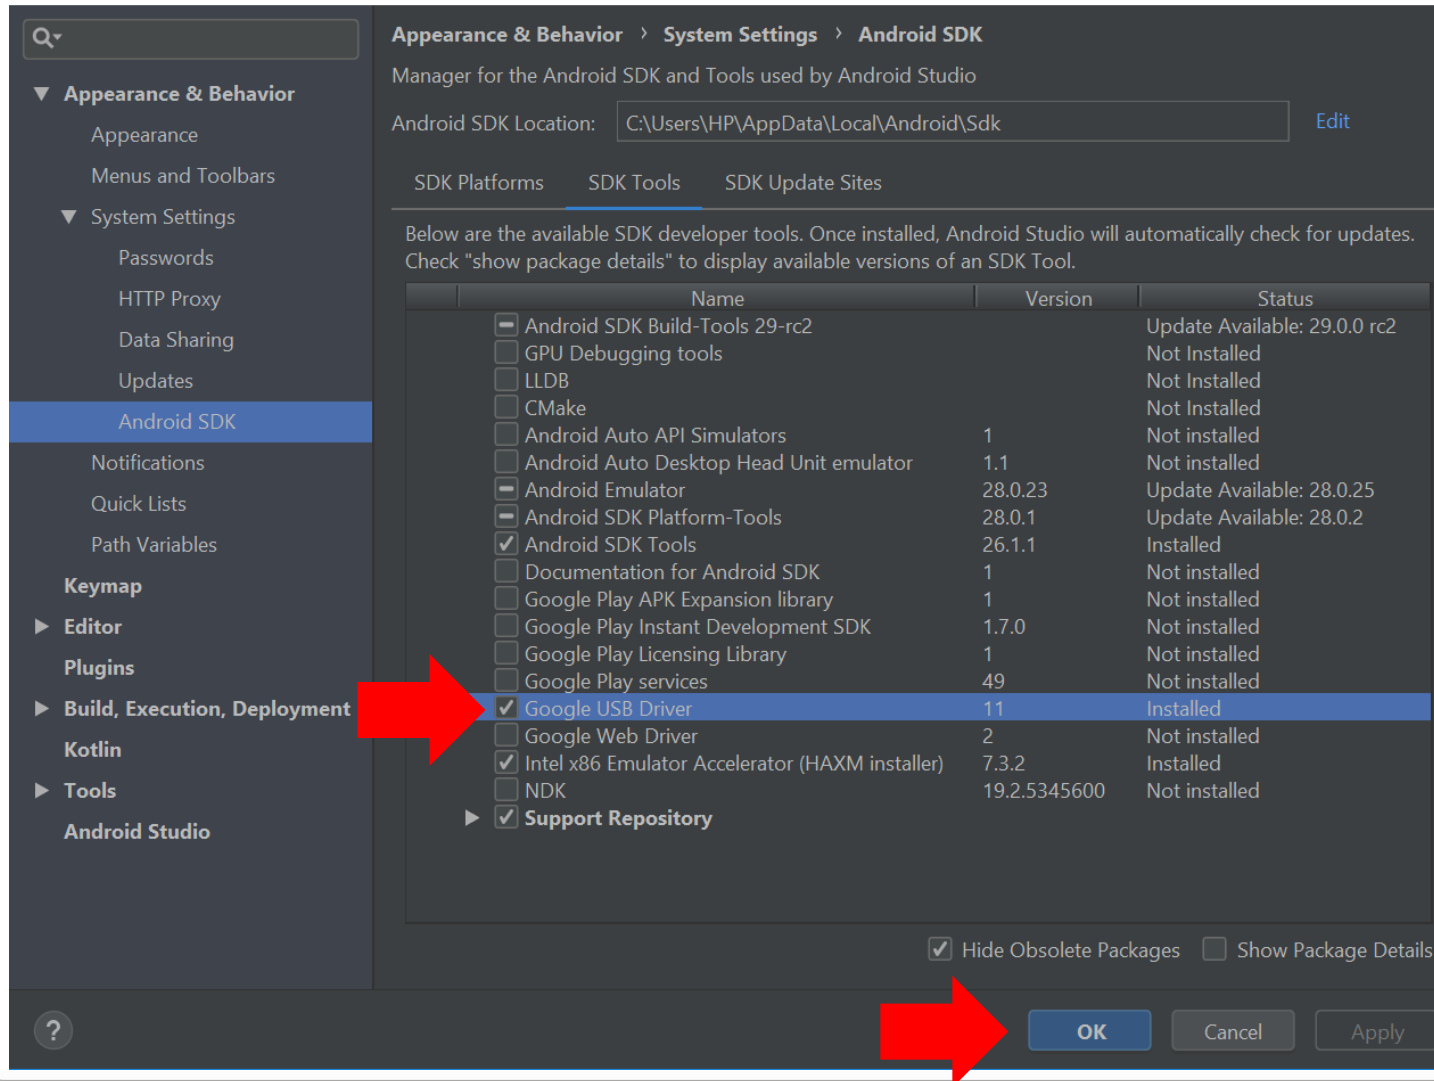 Appearance & Behavior
Appearance
Menus and Toolbars
System Settings
Passwords
HTTP Proxy
Data Sharing
Updates
Android SDK
Notifications
Quick Lists
Path Variables
Keymap
Editor
Plugins
Build, Execution, Deployment
Kotlin
Tools
Android Studio
Appearance & Behavior › System Settings › Android SDK
Manager for the Android SDK and Tools used by Android Studio
Android SDK Location: C:\Users\HP\AppData\Local\Android\Sdk Edit
SDK Platforms SDK Tools SDK Update Sites
Below are the available SDK developer tools. Once installed, Android Studio will automatically check for updates.
Check "show package details" to display available versions of an SDK Tool.
Name Version Status
Android SDK Build-Tools 29-rc2 Update Available: 29.0.0 rc2
GPU Debugging tools Not Installed
LLDB Not Installed
CMake Not Installed
Android Auto API Simulators 1 Not installed
Android Auto Desktop Head Unit emulator 1.1 Not installed
Android Emulator 28.0.23 Update Available: 28.0.25
Android SDK Platform-Tools 28.0.1 Update Available: 28.0.2
Android SDK Tools 26.1.1 Installed
Documentation for Android SDK 1 Not installed
Google Play APK Expansion library 1 Not installed
Google Play Instant Development SDK 1.7.0 Not installed
Google Play Licensing Library 1 Not installed
Google Play services 49 Not installed
Google USB Driver 11 Installed
Google Web Driver 2 Not installed
Intel x86 Emulator Accelerator (HAXM installer) 7.3.2 Installed
NDK 19.2.5345600 Not installed
Support Repository
Hide Obsolete Packages Show Package Details
? OK Cancel Apply